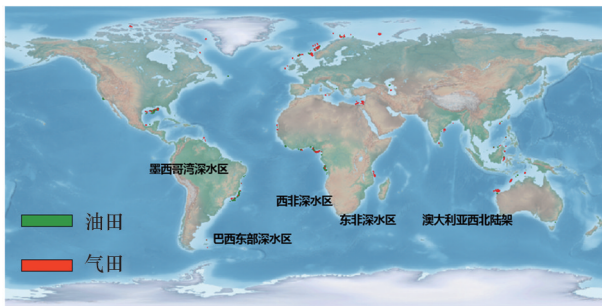 墨西哥湾深水区
西非深水区
东非深水区
澳大利亚西北陆架
巴西东部深水区
油田
气田